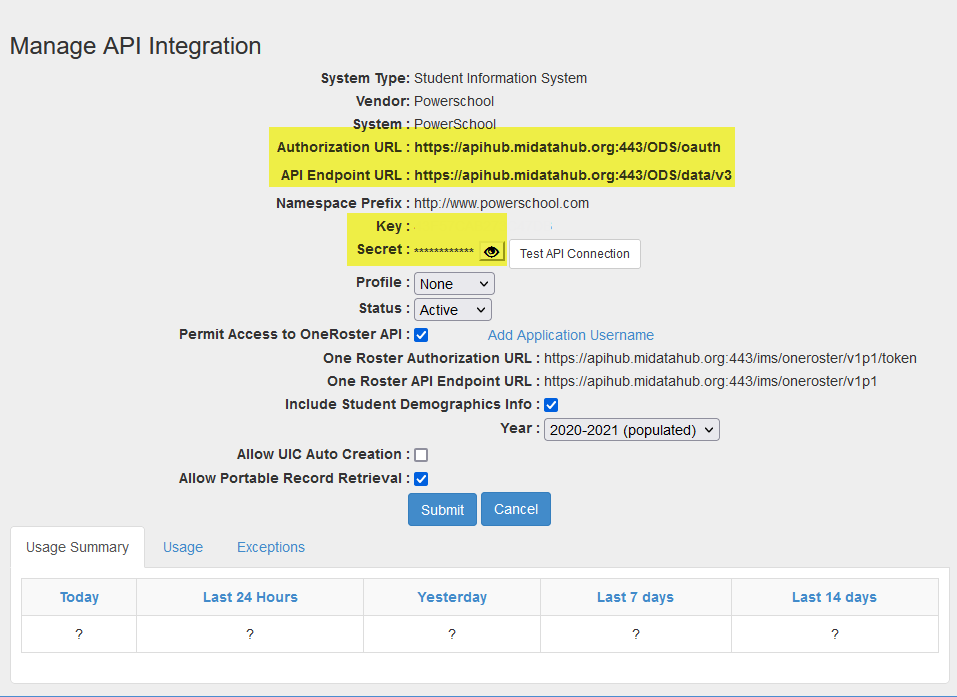 Manage API Integration
System Type: Student Information System
Vendor: Powerschool
System : PowerSchool
Authorization URL : https://apihub.midatahub.org:443/ODS/oauth
API Endpoint URL : https://apihub.midatahub.org:443/ODS/data/v3
Namespace Prefix : http://www.powerschool.com
Key :
Secret : ************ Test API Connection
Profile : None
Status : Active
Permit Access to OneRoster API : Add Application Username
One Roster Authorization URL : https://apihub.midatahub.org:443/ims/oneroster/v1p1/token
One Roster API Endpoint URL : https://apihub.midatahub.org:443/ims/oneroster/v1p1
Include Student Demographics Info :
Year : 2020-2021 (populated)
Allow UIC Auto Creation :
Allow Portable Record Retrieval :
Submit Cancel
Usage Summary Usage Exceptions
Today Last 24 Hours Yesterday Last 7 days Last 14 days
? ? ? ? ?